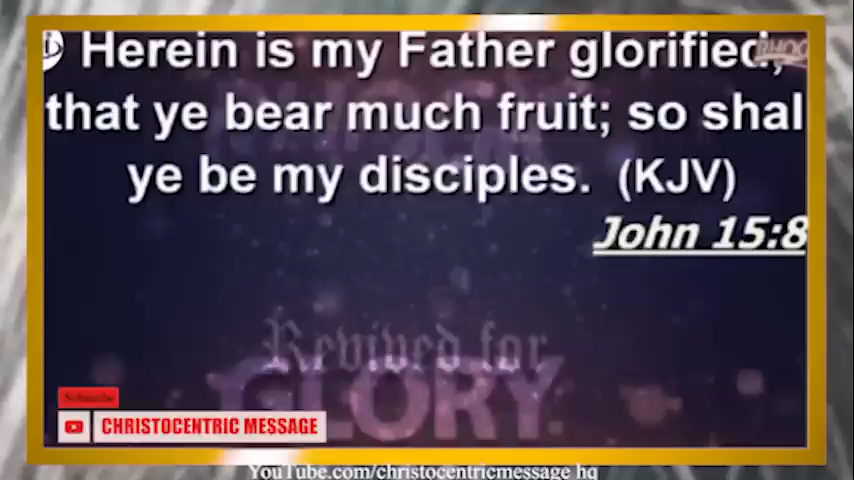 Herein is my Father glorified,
that ye bear much fruit; so shal
ye be my disciples. (KJV)
John 15:8
Revived for
GLORY
Subscribe
CHRISTOCENTRIC MESSAGE
YouTube.com/christocentricmessage hq